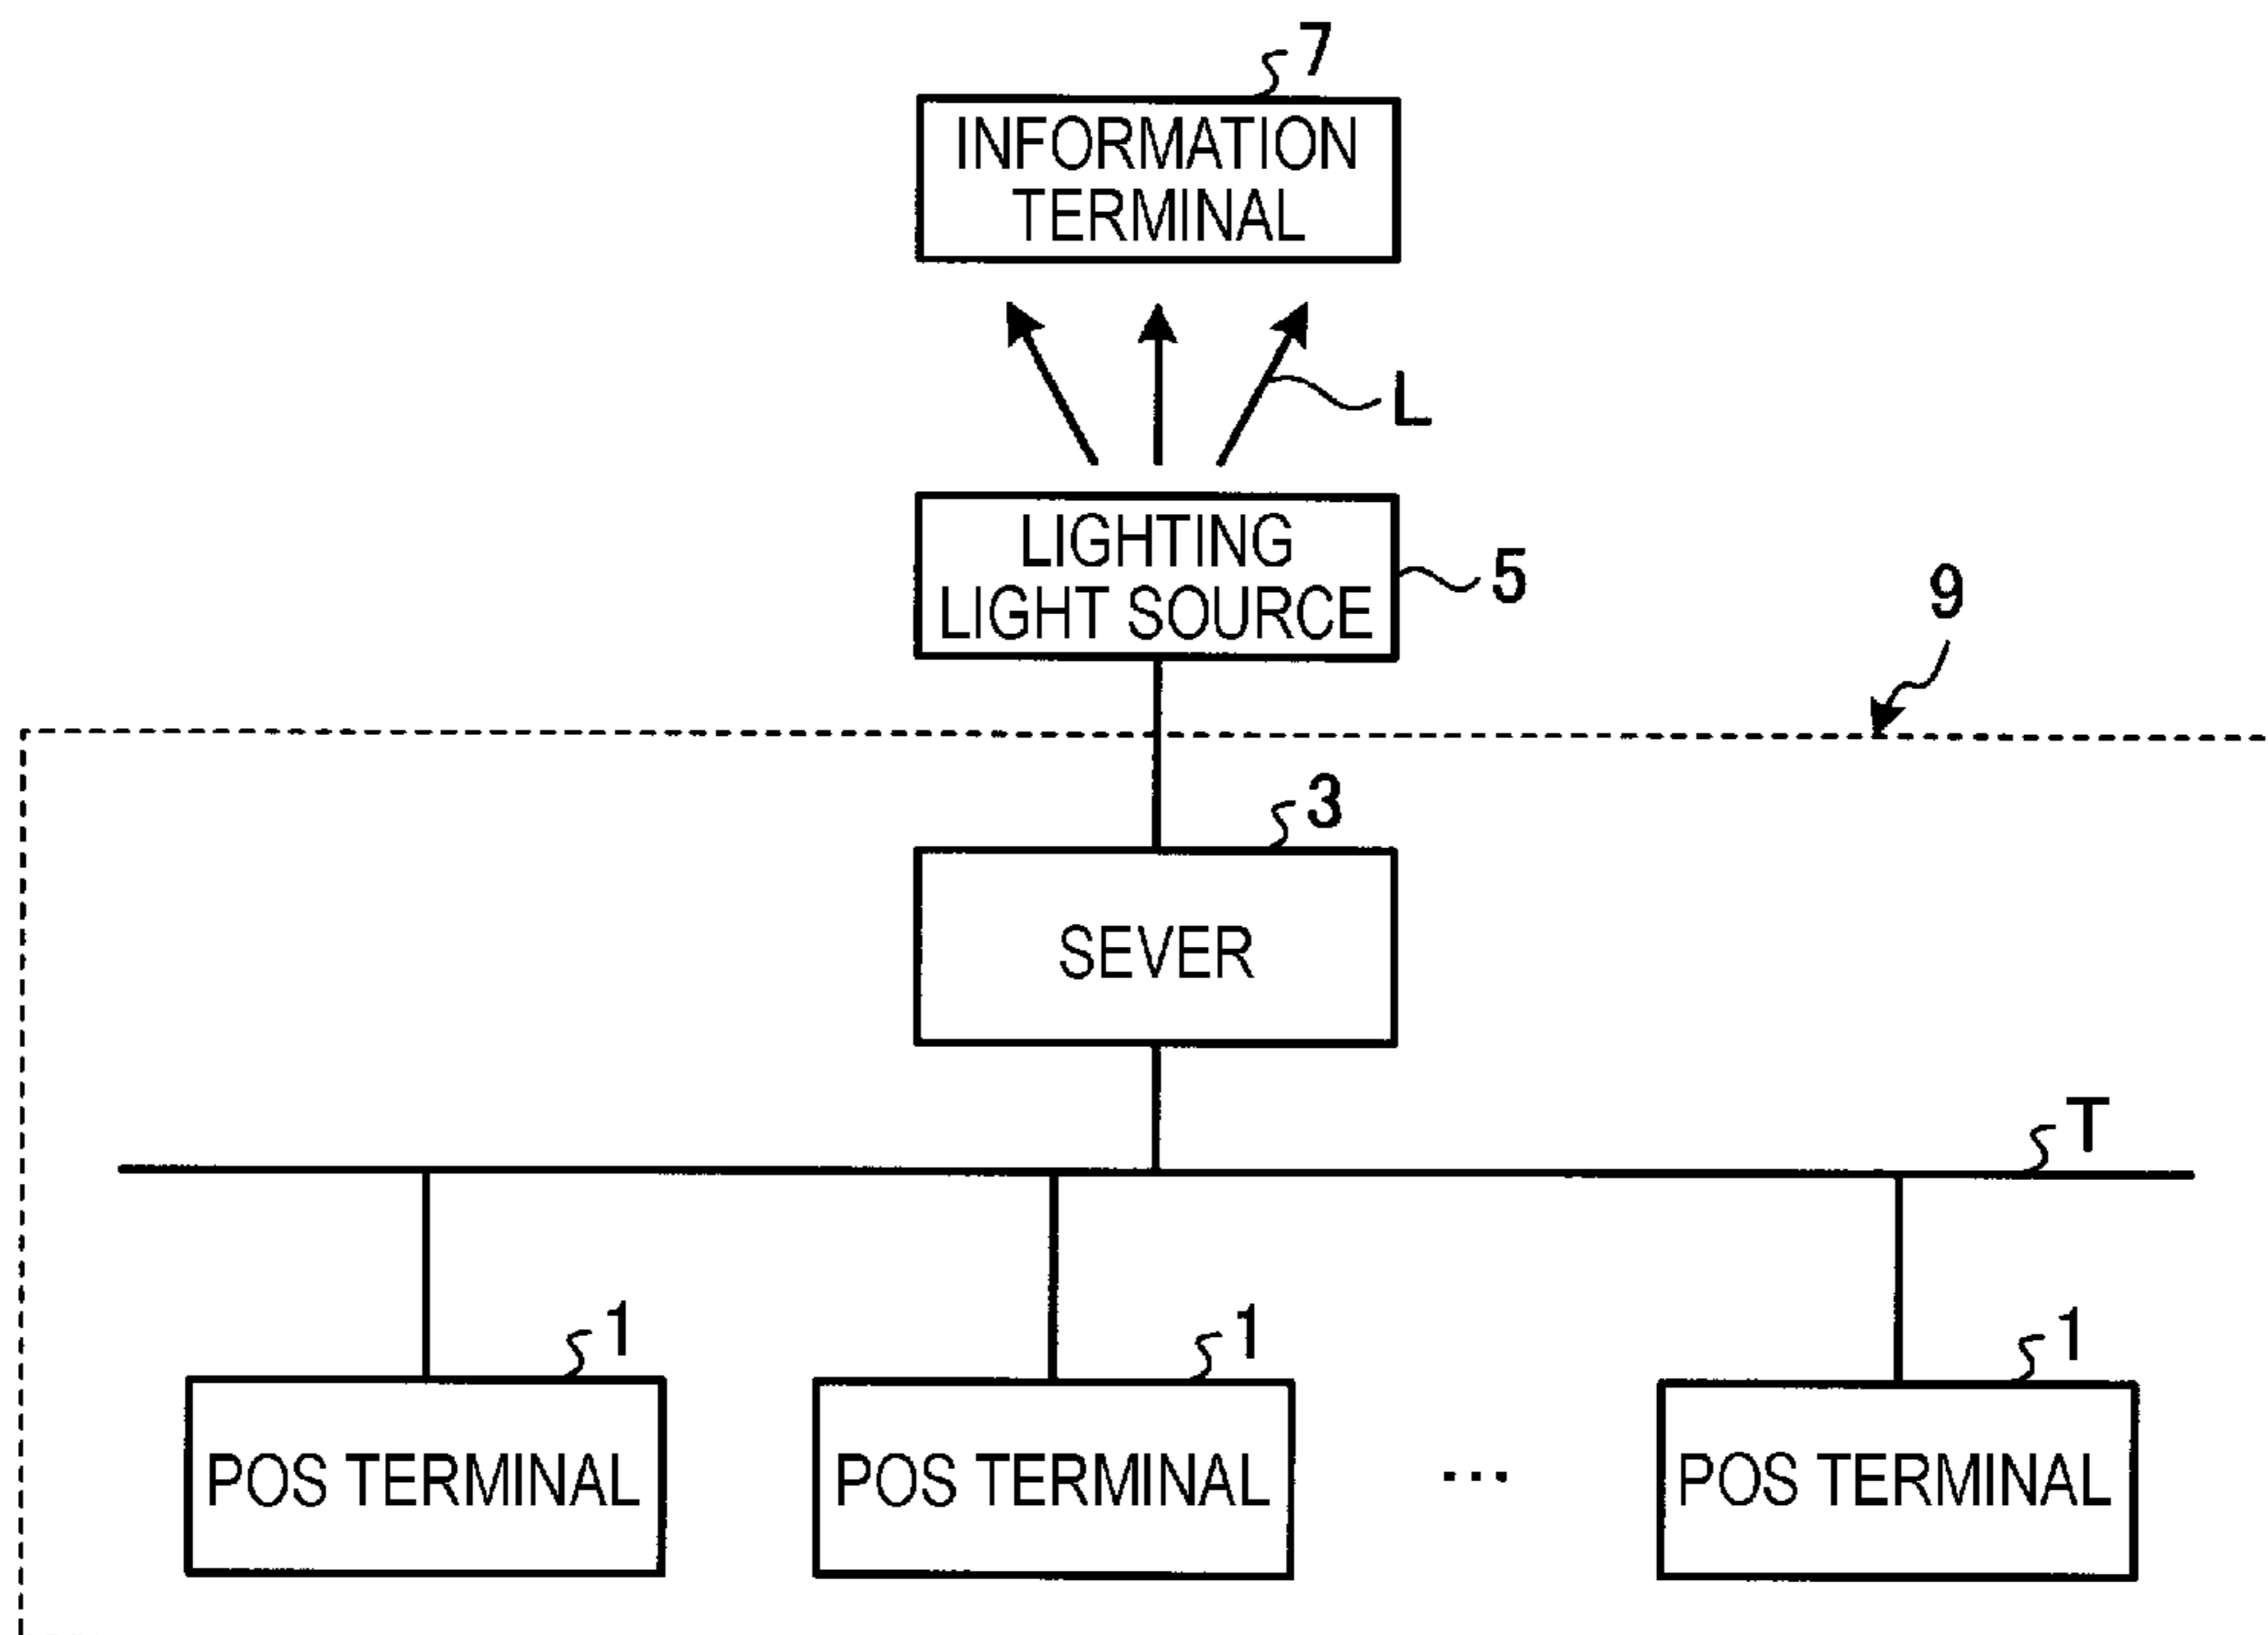 7
INFORMATION
TERMINAL
L
LIGHTING
LIGHT SOURCE
5
9
3
SEVER
T
1
1
1
POS TERMINAL
POS TERMINAL
...
POS TERMINAL